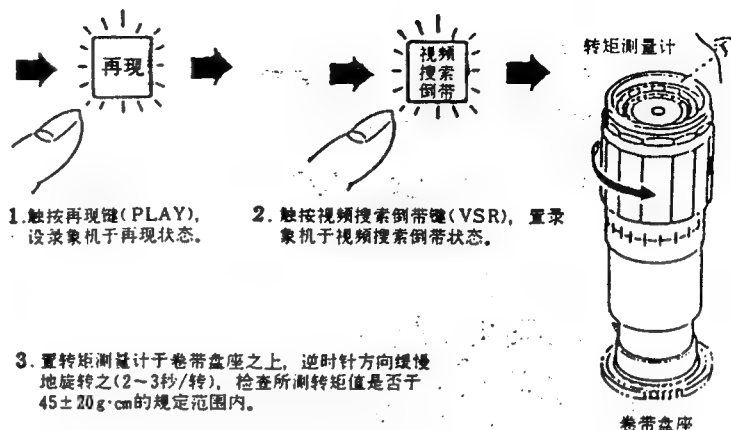 再现
视频
搜索
倒带
转矩测量计
1.触按再现键(PLAY),
设录象机于再现状态。
2.触按视频搜索倒带键(VSR), 置录
象机于视频搜索倒带状态。
3.置转矩测量计于卷带盘座之上, 逆时针方向缓慢
地旋转之(2~3秒/转), 检查所测转矩值是否于
45±20g·cm的规定范围内。
卷带盘座